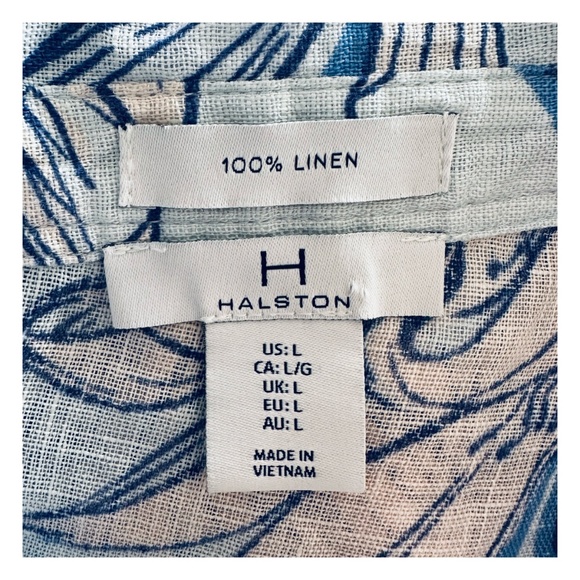 100% LINEN
H
HALSTON
US: L
CA: L/G
UK: L
EU: L
AU: L
MADE IN
VIETNAM